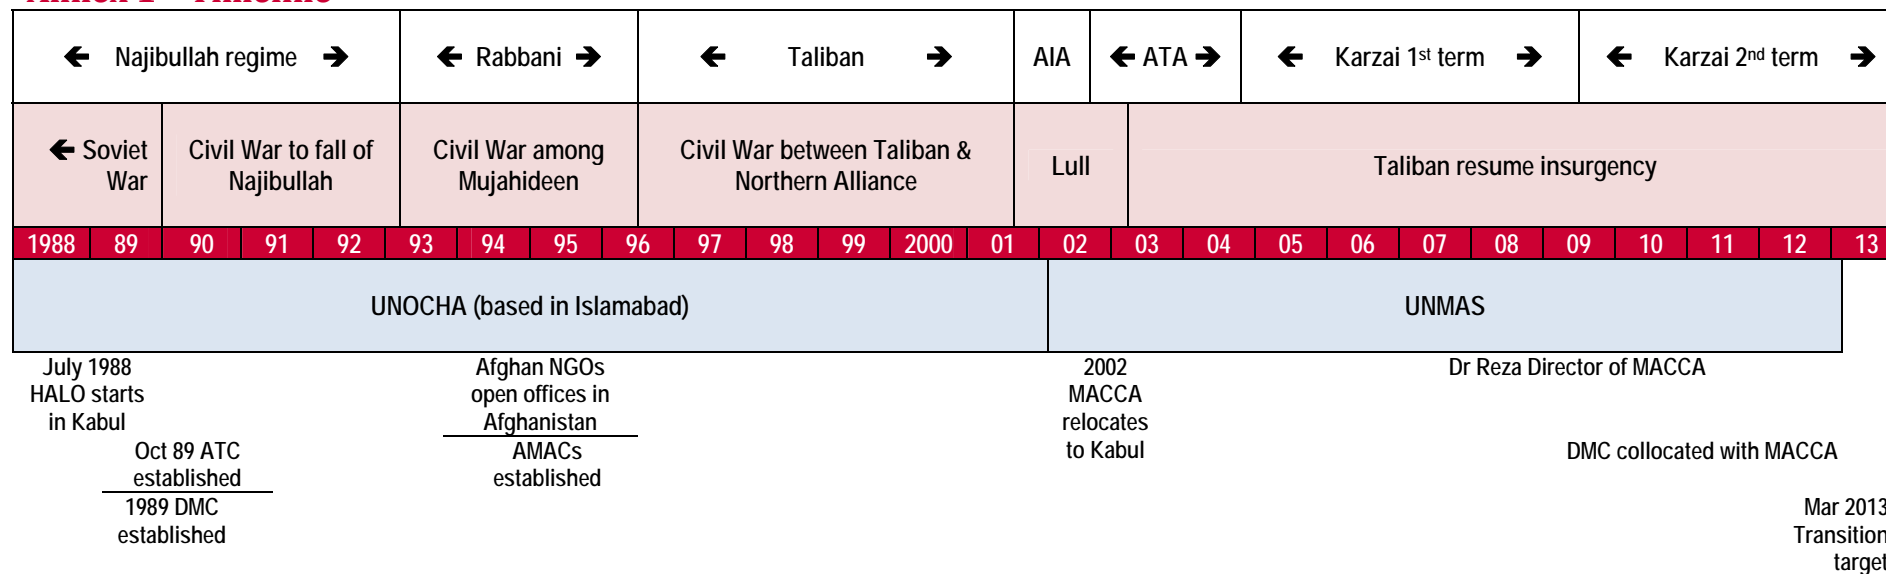 ← Najibullah regime →
← Rabbani →
← Taliban →
AIA
← ATA →
← Karzai 1st term →
← Karzai 2nd term →
← Soviet
War
Civil War to fall of
Najibullah
Civil War among
Mujahideen
Civil War between Taliban &
Northern Alliance
Lull
Taliban resume insurgency
1988 89 90 91 92 93 94 95 96 97 98 99 2000 01 02 03 04 05 06 07 08 09 10 11 12 13
UNOCHA (based in Islamabad)
UNMAS
July 1988
HALO starts
in Kabul
Oct 89 ATC
established
1989 DMC
established
Afghan NGOs
open offices in
Afghanistan
AMACs
established
2002
MACCA
relocates
to Kabul
Dr Reza Director of MACCA
DMC collocated with MACCA
Mar 2013
Transition
target